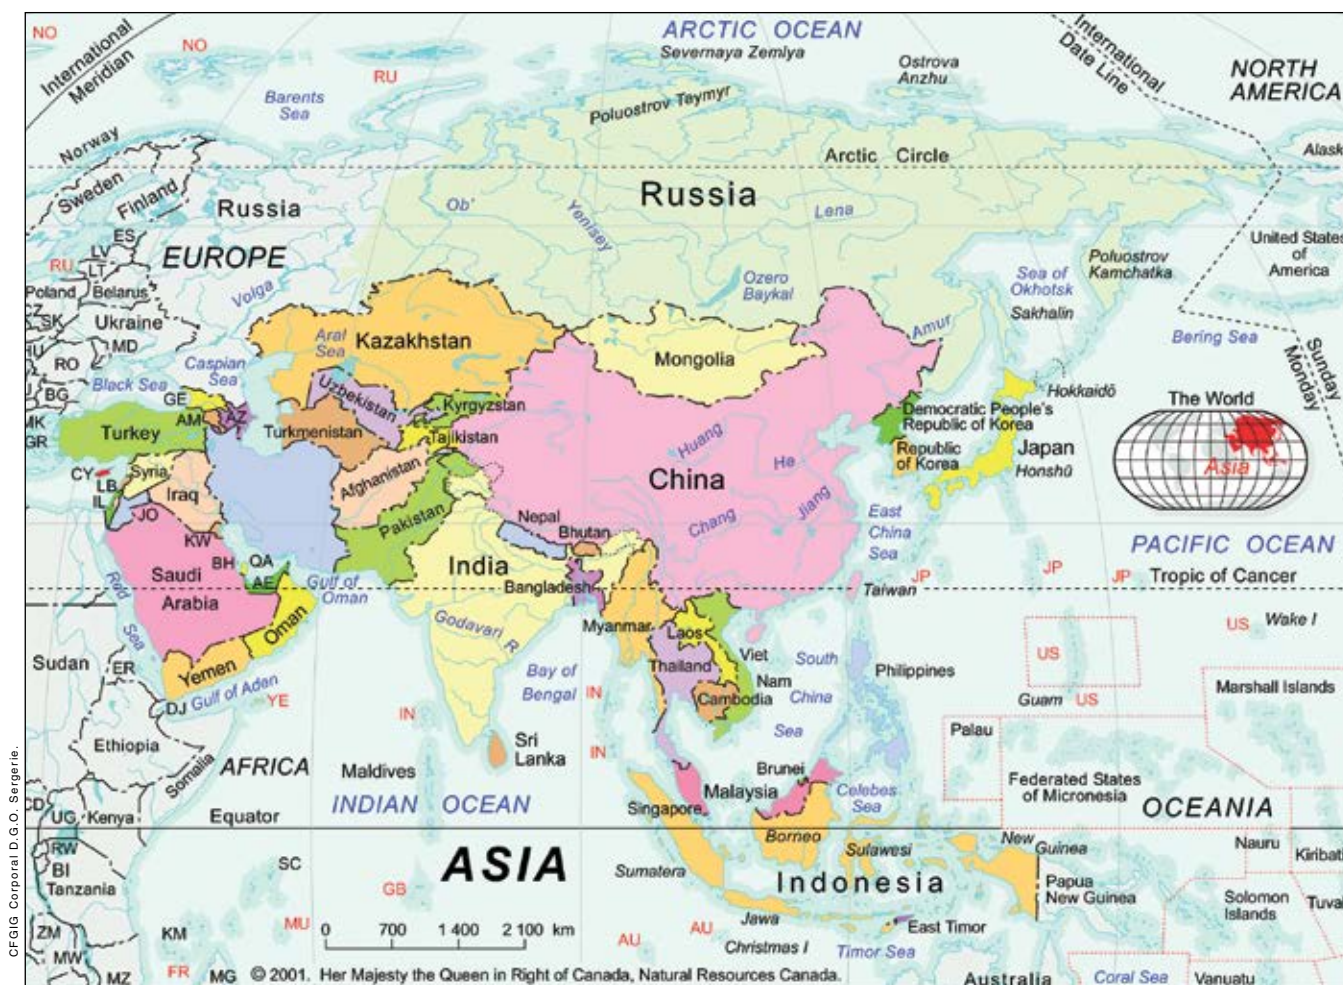 NO
NO
RU
International
Meridian
Barents
Sea
ARCTIC OCEAN
Severnaya Zemlya
Ostrova
Anzhu
Poluostrov Taymyr
International
Date Line
NORTH
AMERICA
Norway
Sweden
Finland
Russia
Arctic Circle
Alask
Russia
Ob'
Yenisey
Lena
ES
LV
LT
RU
EUROPE
Poland
Belarus
Volga
Ozero
Baykal
Sea of
Okhotsk
Sakhalin
Poluostrov
Kamchatka
United States
of
America
CZ
SK
Ukraine
HU
RO
MD
BG
Black Sea
Caspian
Sea
Aral
Sea
Kazakhstan
Mongolia
Amur
Bering Sea
Sunday
Monday
MK
GR
GE
AM
AZ
Turkey
Uzbekistan
Turkmenistan
Kyrgyzstan
Tajikistan
Hokkaidō
Democratic People's
Republic of Korea
Republic
of Korea
Japan
Honshū
The World
Asia
CY
LB
IL
Syria
Iraq
JO
KW
Afghanistan
Pakistan
China
Huang
He
Chang
Jiang
East
China
Sea
Nepal
Bhutan
India
Bangladesh
PACIFIC OCEAN
Saudi
Arabia
BH
QA
AE
Gulf of
Oman
Oman
Red
Sea
Yemen
Gulf of Aden
YE
Taiwan
JP
JP
JP
Tropic of Cancer
Godavari R
Myanmar
Laos
Thailand
Viet
Nam
Cambodia
South
China
Sea
Philippines
US
Wake I
US
Guam
US
Marshall Islands
Sudan
ER
DJ
Ethiopia
Somalia
AFRICA
Bay of
Bengal
IN
IN
IN
Sri
Lanka
Maldives
INDIAN OCEAN
Equator
Brunei
Malaysia
Singapore
Celebes
Sea
Palau
Federated States
of Micronesia
OCEANIA
CD
UG
Kenya
RW
BI
Tanzania
SC
ASIA
GB
Sumatera
Borneo
Sulawesi
Indonesia
New
Guinea
Papua
New Guinea
Nauru
Kiribati
Solomon
Islands
Tuva
ZM
MW
MZ
KM
FR
MG
MU
0 700 1 400 2 100 km
AU
AU
Jawa
Christmas I
East Timor
Timor Sea
Australia
Coral Sea
Vanuatu
© 2001. Her Majesty the Queen in Right of Canada, Natural Resources Canada.
CFGIG Corporal D.G.O. Sergerie.